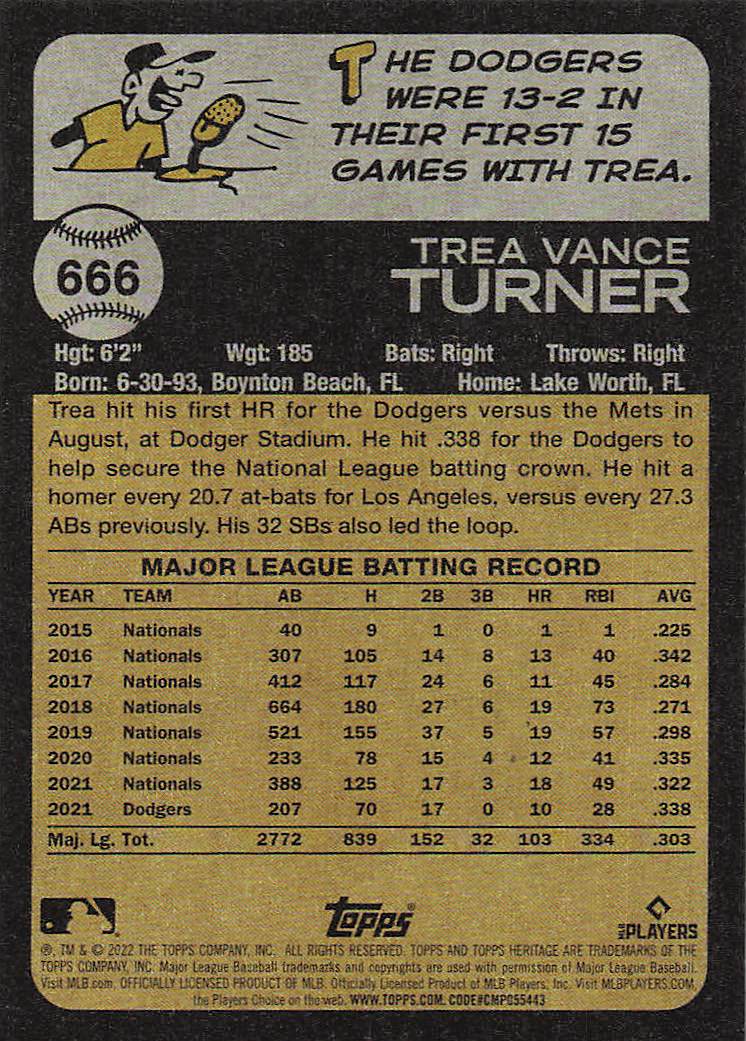 THE DODGERS
WERE 13-2 IN
THEIR FIRST 15
GAMES WITH TREA.
666
TREA VANCE
TURNER
Hgt: 6'2" Wgt: 185 Bats: Right Throws: Right
Born: 6-30-93, Boynton Beach, FL Home: Lake Worth, FL
Trea hit his first HR for the Dodgers versus the Mets in
August, at Dodger Stadium. He hit .338 for the Dodgers to
help secure the National League batting crown. He hit a
homer every 20.7 at-bats for Los Angeles, versus every 27.3
ABs previously. His 32 SBs also led the loop.
MAJOR LEAGUE BATTING RECORD
YEAR TEAM AB H 2B 3B HR RBI AVG
2015 Nationals 40 9 1 0 1 1 .225
2016 Nationals 307 105 14 8 13 40 .342
2017 Nationals 412 117 24 6 11 45 .284
2018 Nationals 664 180 27 6 19 73 .271
2019 Nationals 521 155 37 5 19 57 .298
2020 Nationals 233 78 15 4 12 41 .335
2021 Nationals 388 125 17 3 18 49 .322
2021 Dodgers 207 70 17 0 10 28 .338
Maj. Lg. Tot. 2772 839 152 32 103 334 .303
Topps®
MLB PLAYERS
®, TM & © 2022 THE TOPPS COMPANY, INC. ALL RIGHTS RESERVED. TOPPS AND TOPPS HERITAGE ARE TRADEMARKS OF THE
TOPPS COMPANY, INC. Major League Baseball trademarks and copyrights are used with permission of Major League Baseball.
Visit MLB.com. OFFICIALLY LICENSED PRODUCT OF MLB. Officially Licensed Product of MLB Players, Inc. Visit MLBPLAYERS.COM,
the Players Choice on the web. WWW.TOPPS.COM. CODE#CMP055443